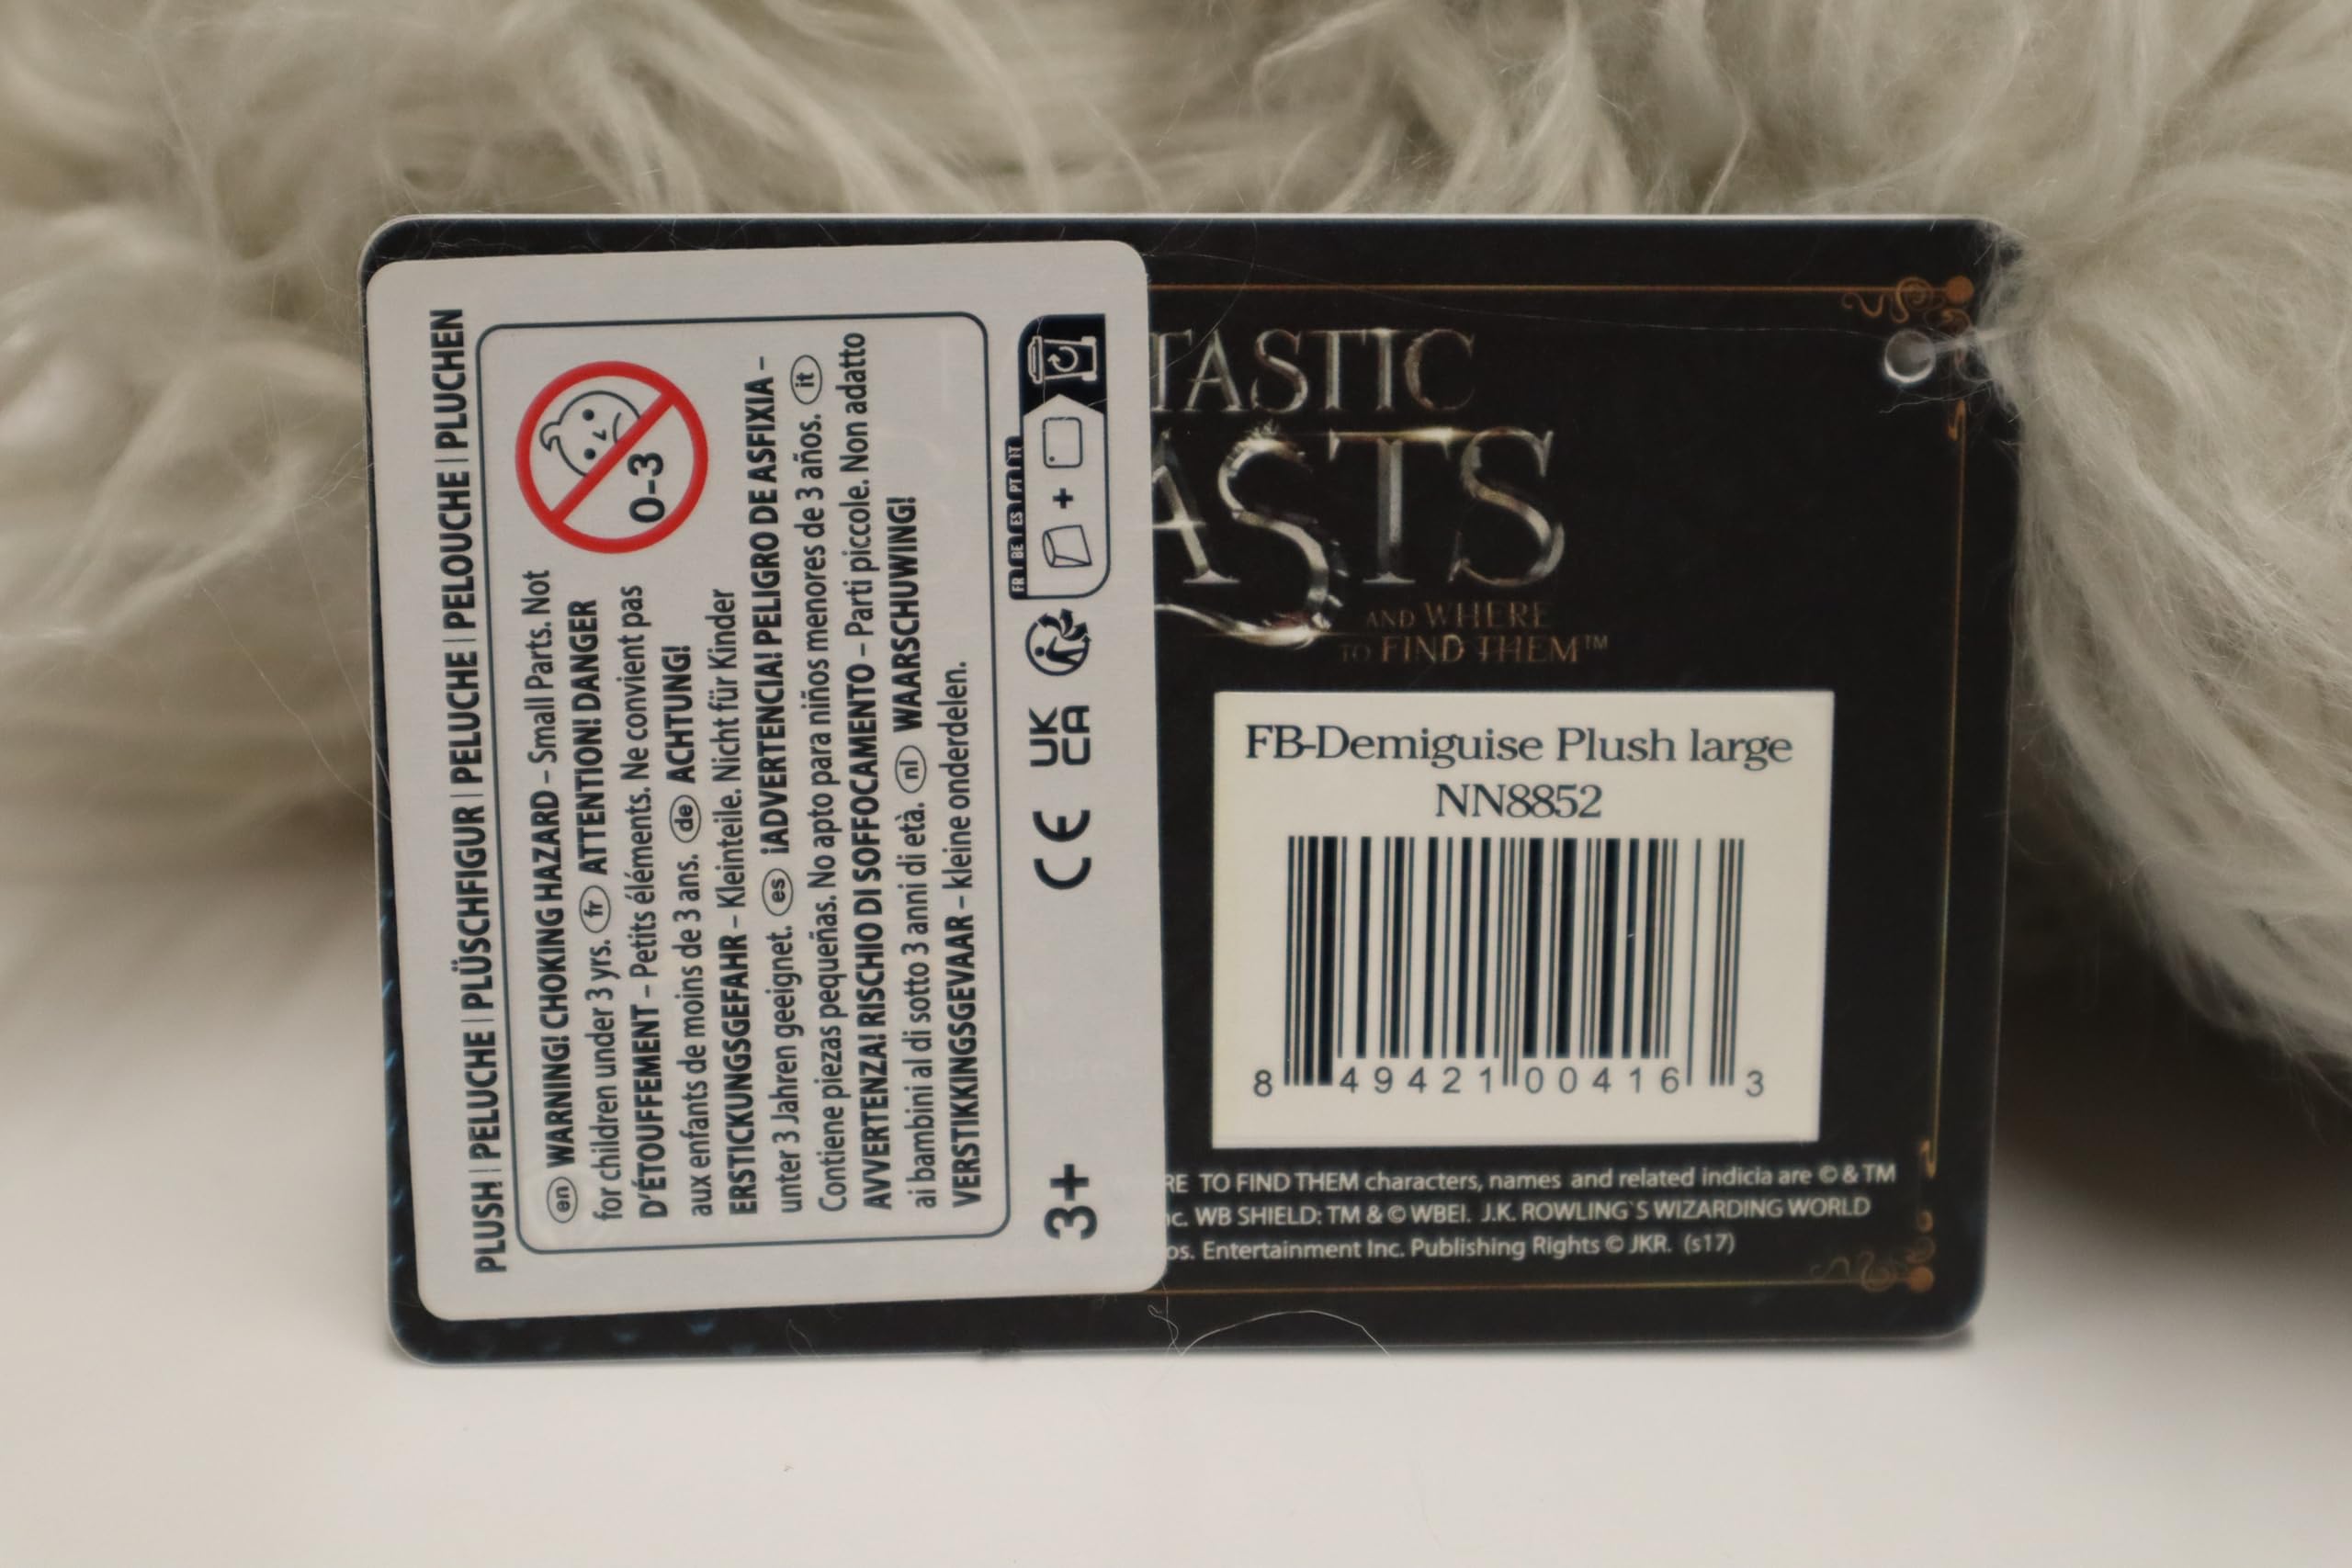 PLUSH | PELUCHE | PLÜSCHFIGUR | PELUCHE | PELOUCHE | PLUCHEN
0-3
en WARNING! CHOKING HAZARD – Small Parts. Not
for children under 3 yrs. fr ATTENTION! DANGER
D'ÉTOUFFEMENT – Petits éléments. Ne convient pas
aux enfants de moins de 3 ans. de ACHTUNG!
ERSTICKUNGSGEFAHR – Kleinteile. Nicht für Kinder
unter 3 Jahren geeignet. es ¡ADVERTENCIA! PELIGRO DE ASFIXIA –
Contiene piezas pequeñas. No apto para niños menores de 3 años. it
AVVERTENZA! RISCHIO DI SOFFOCAMENTO – Parti piccole. Non adatto
ai bambini al di sotto 3 anni di età. nl WAARSCHUWING!
VERSTIKKINGSGEVAAR – kleine onderdelen.
3+ CE UK
CA
FR BE ES PT IT
+
TASTIC
ASTS
AND WHERE
TO FIND THEM™
FB-Demiguise Plush large
NN8852
8 49421 00416 3
RE TO FIND THEM characters, names and related indicia are © & TM
c. WB SHIELD: TM & © WBEI. J.K. ROWLING`S WIZARDING WORLD
os. Entertainment Inc. Publishing Rights © JKR. (s17)